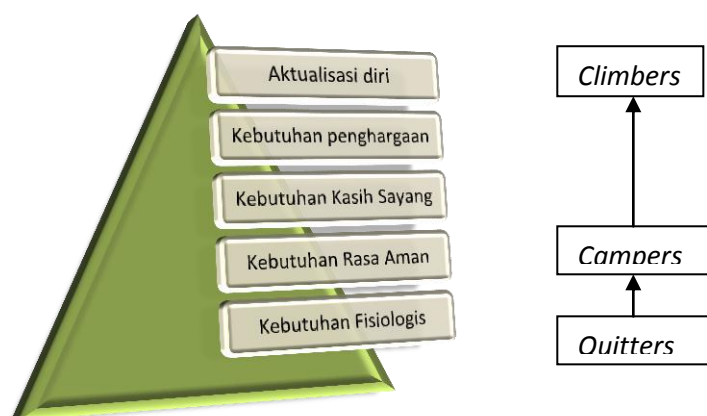 Aktualisasi diri
Kebutuhan penghargaan
Kebutuhan Kasih Sayang
Kebutuhan Rasa Aman
Kebutuhan Fisiologis
Climbers
Campers
Quitters